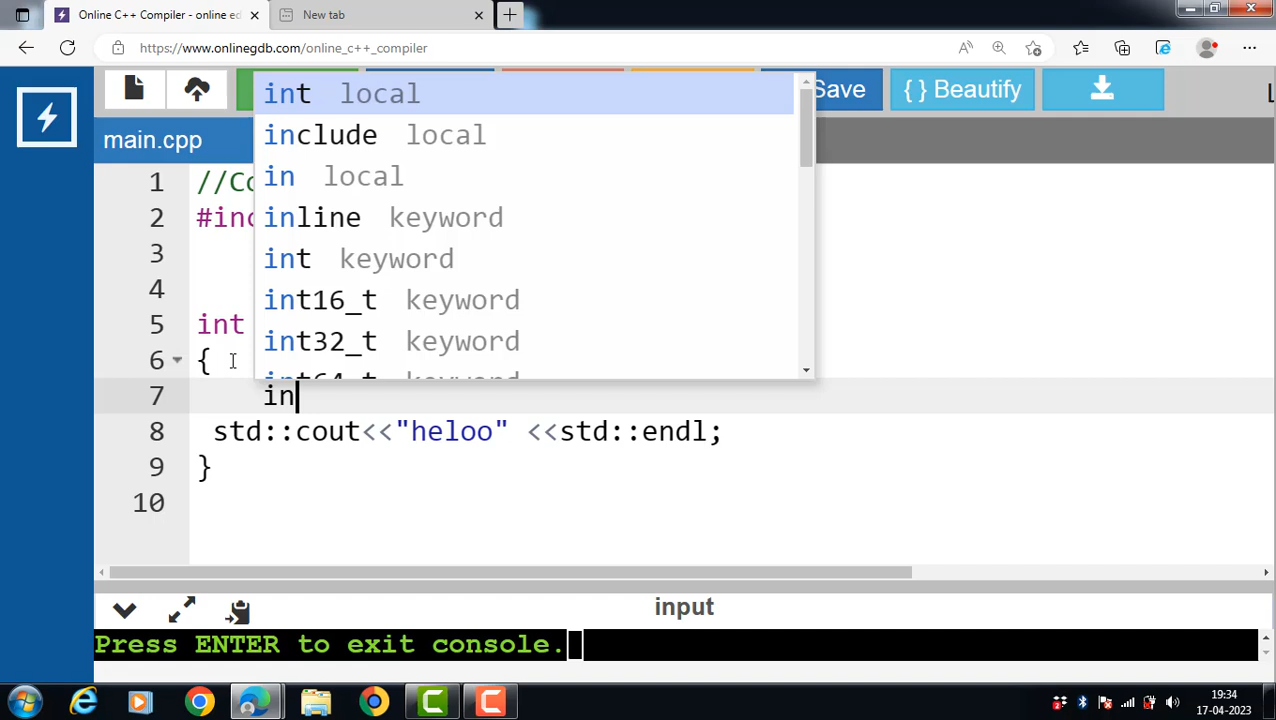 Online C++ Compiler - online ed
New tab
https://www.onlinegdb.com/online_c++_compiler
Save
{ } Beautify
main.cpp
int local
include local
in local
inline keyword
int keyword
int16_t keyword
int32_t keyword
int64_t keyword
1 //Co
2 #inc
3
4
5 int
6 {
7 in
8 std::cout<<"heloo" <<std::endl;
9 }
10
input
Press ENTER to exit console.
19:34
17-04-2023